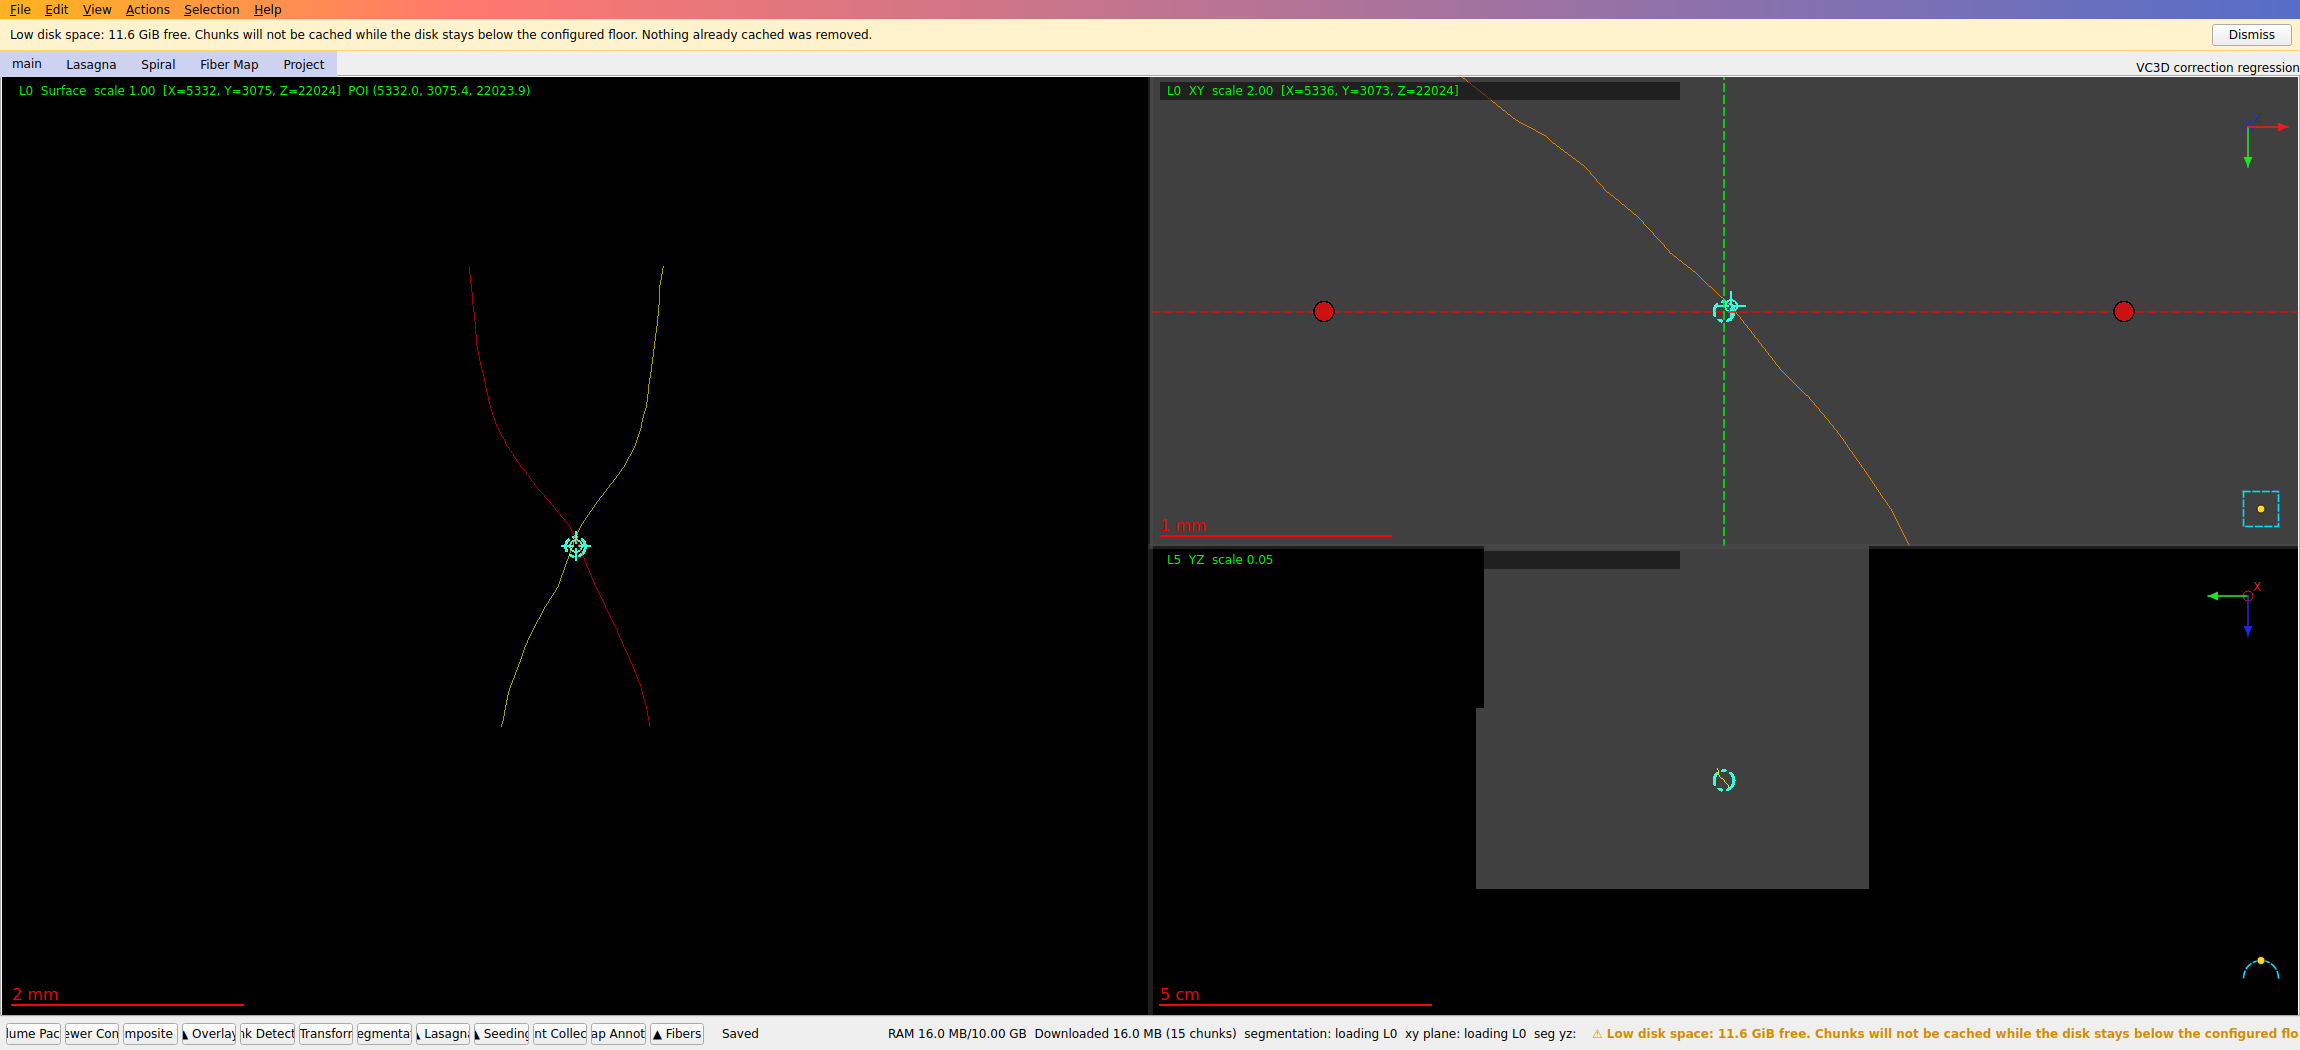 File Edit View Actions Selection Help
Low disk space: 11.6 GiB free. Chunks will not be cached while the disk stays below the configured floor. Nothing already cached was removed.
Dismiss
main Lasagna Spiral Fiber Map Project
VC3D correction regression
L0 Surface scale 1.00 [X=5332, Y=3075, Z=22024] POI (5332.0, 3075.4, 22023.9)
2 mm
L0 XY scale 2.00 [X=5336, Y=3073, Z=22024]
1 mm
L5 YZ scale 0.05
X
5 cm
lume Pac ewer Con mposite ▲ Overlay nk Detect Transforr egmenta ▲ Lasagna ▲ Seeding nt Collec ap Annot ▲ Fibers Saved RAM 16.0 MB/10.00 GB Downloaded 16.0 MB (15 chunks) segmentation: loading L0 xy plane: loading L0 seg yz: ⚠ Low disk space: 11.6 GiB free. Chunks will not be cached while the disk stays below the configured flo